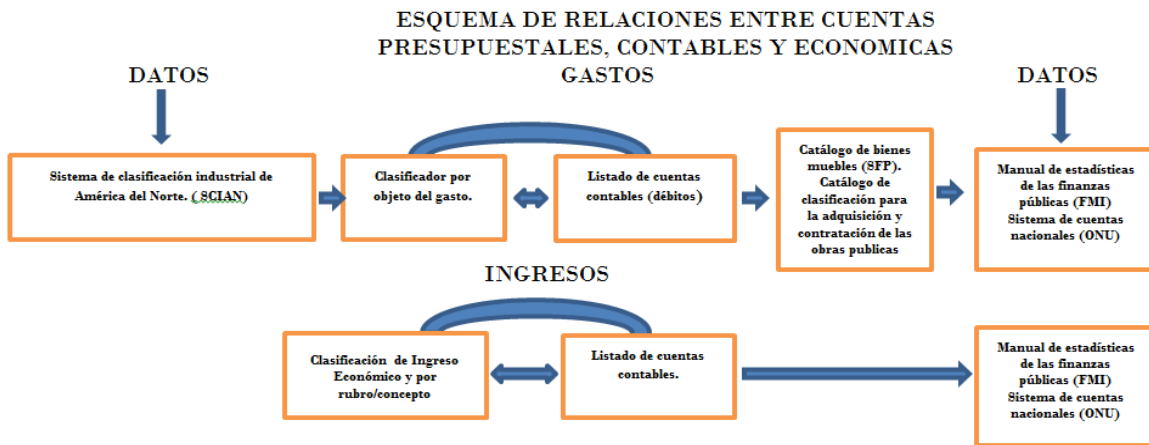 ESQUEMA DE RELACIONES ENTRE CUENTAS
PRESUPUESTALES, CONTABLES Y ECONOMICAS
DATOS
GASTOS
DATOS
Sistema de clasificación industrial de
América del Norte. ( SCIAN)
Clasificador por
objeto del gasto.
Listado de cuentas
contables (débitos)
Catálogo de bienes
muebles (SFP).
Catálogo de
clasificación para
la adquisición y
contratación de las
obras publicas
Manual de estadísticas
de las finanzas
públicas (FMI)
Sistema de cuentas
nacionales (ONU)
INGRESOS
Clasificación de Ingreso
Económico y por
rubro/concepto
Listado de cuentas
contables.
Manual de estadísticas
de las finanzas
públicas (FMI)
Sistema de cuentas
nacionales (ONU)